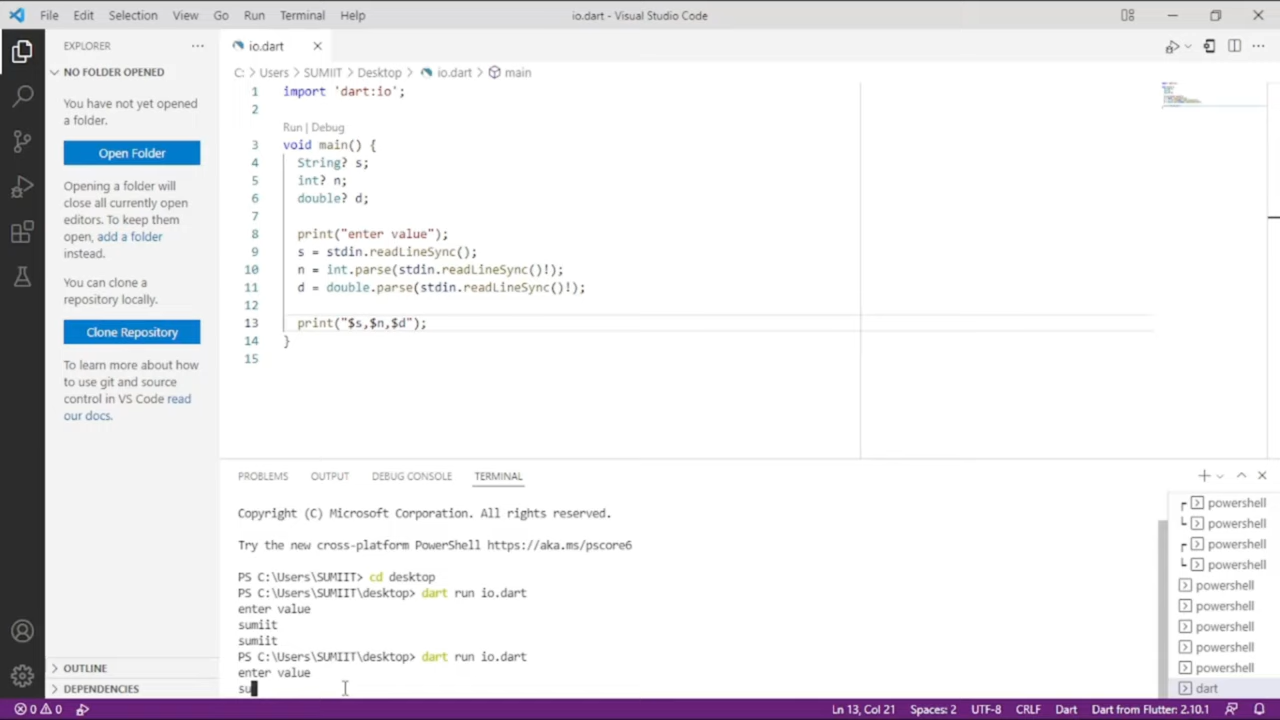 File Edit Selection View Go Run Terminal Help
io.dart - Visual Studio Code
EXPLORER
NO FOLDER OPENED
You have not yet opened
a folder.
Open Folder
Opening a folder will
close all currently open
editors. To keep them
open, add a folder
instead.
You can clone a
repository locally.
Clone Repository
To learn more about how
to use git and source
control in VS Code read
our docs.
OUTLINE
DEPENDENCIES
io.dart
C: > Users > SUMIIT > Desktop > io.dart > main
1 import 'dart:io';
2
Run | Debug
3 void main() {
4 String? s;
5 int? n;
6 double? d;
7
8 print("enter value");
9 s = stdin.readLineSync();
10 n = int.parse(stdin.readLineSync()!);
11 d = double.parse(stdin.readLineSync()!);
12
13 print("$s,$n,$d");
14 }
15
PROBLEMS OUTPUT DEBUG CONSOLE TERMINAL
Copyright (C) Microsoft Corporation. All rights reserved.
Try the new cross-platform PowerShell https://aka.ms/pscore6
PS C:\Users\SUMIIT> cd desktop
PS C:\Users\SUMIIT\desktop> dart run io.dart
enter value
sumiit
sumiit
PS C:\Users\SUMIIT\desktop> dart run io.dart
enter value
su
powershell
powershell
powershell
powershell
powershell
powershell
powershell
powershell
powershell
dart
0 0
Ln 13, Col 21 Spaces: 2 UTF-8 CRLF Dart Dart from Flutter: 2.10.1